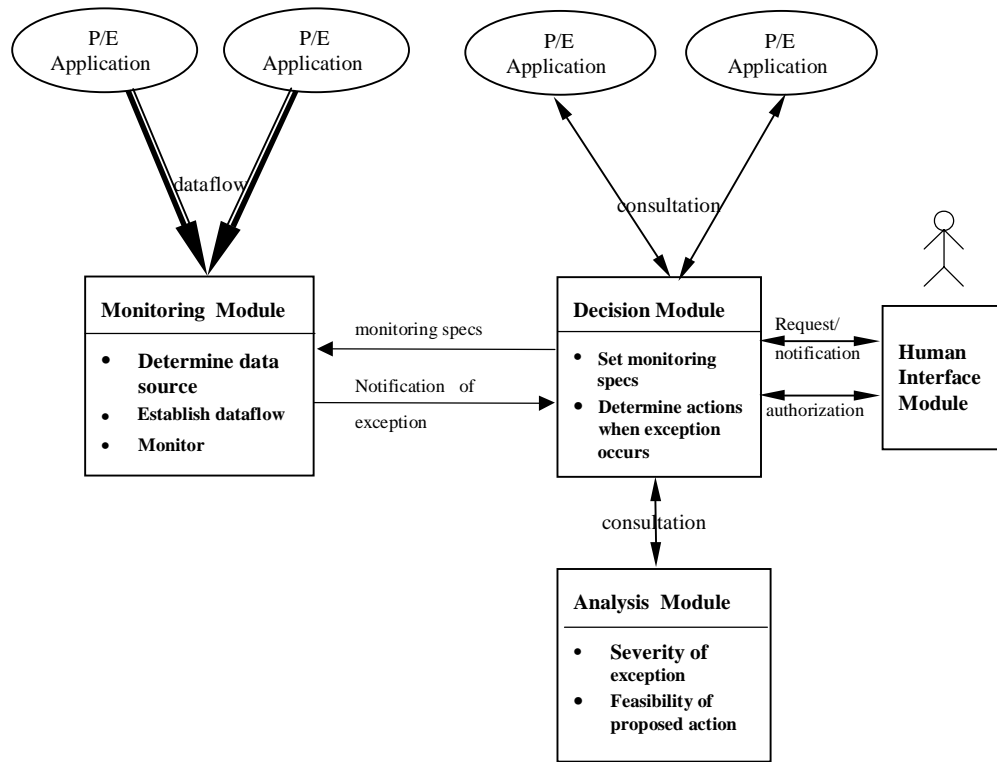 P/E
Application
P/E
Application
P/E
Application
P/E
Application
dataflow
consultation
Monitoring Module
• Determine data
source
• Establish dataflow
• Monitor
monitoring specs
Notification of
exception
Decision Module
• Set monitoring
specs
• Determine actions
when exception
occurs
Request/
notification
authorization
Human
Interface
Module
consultation
Analysis Module
• Severity of
exception
• Feasibility of
proposed action